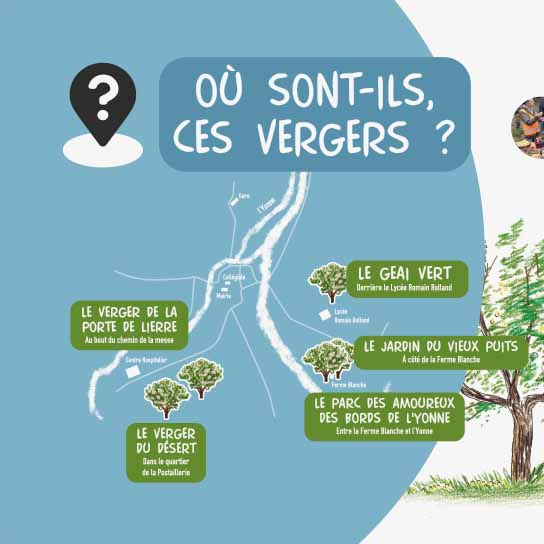 ?
OÙ SONT-ILS,
CES VERGERS ?
Gare
l'Yonne
Collégiale
Mairie
LE GEAI VERT
Derrière le Lycée Romain Rolland
LE VERGER DE LA
PORTE DE LIERRE
Au bout du chemin de la messe
Lycée
Romain Rolland
LE JARDIN DU VIEUX PUITS
À côté de la Ferme Blanche
Centre Hospitalier
Ferme Blanche
LE PARC DES AMOUREUX
DES BORDS DE L'YONNE
Entre la Ferme Blanche et l'Yonne
LE VERGER
DU DÉSERT
Dans le quartier
de la Postaillerie